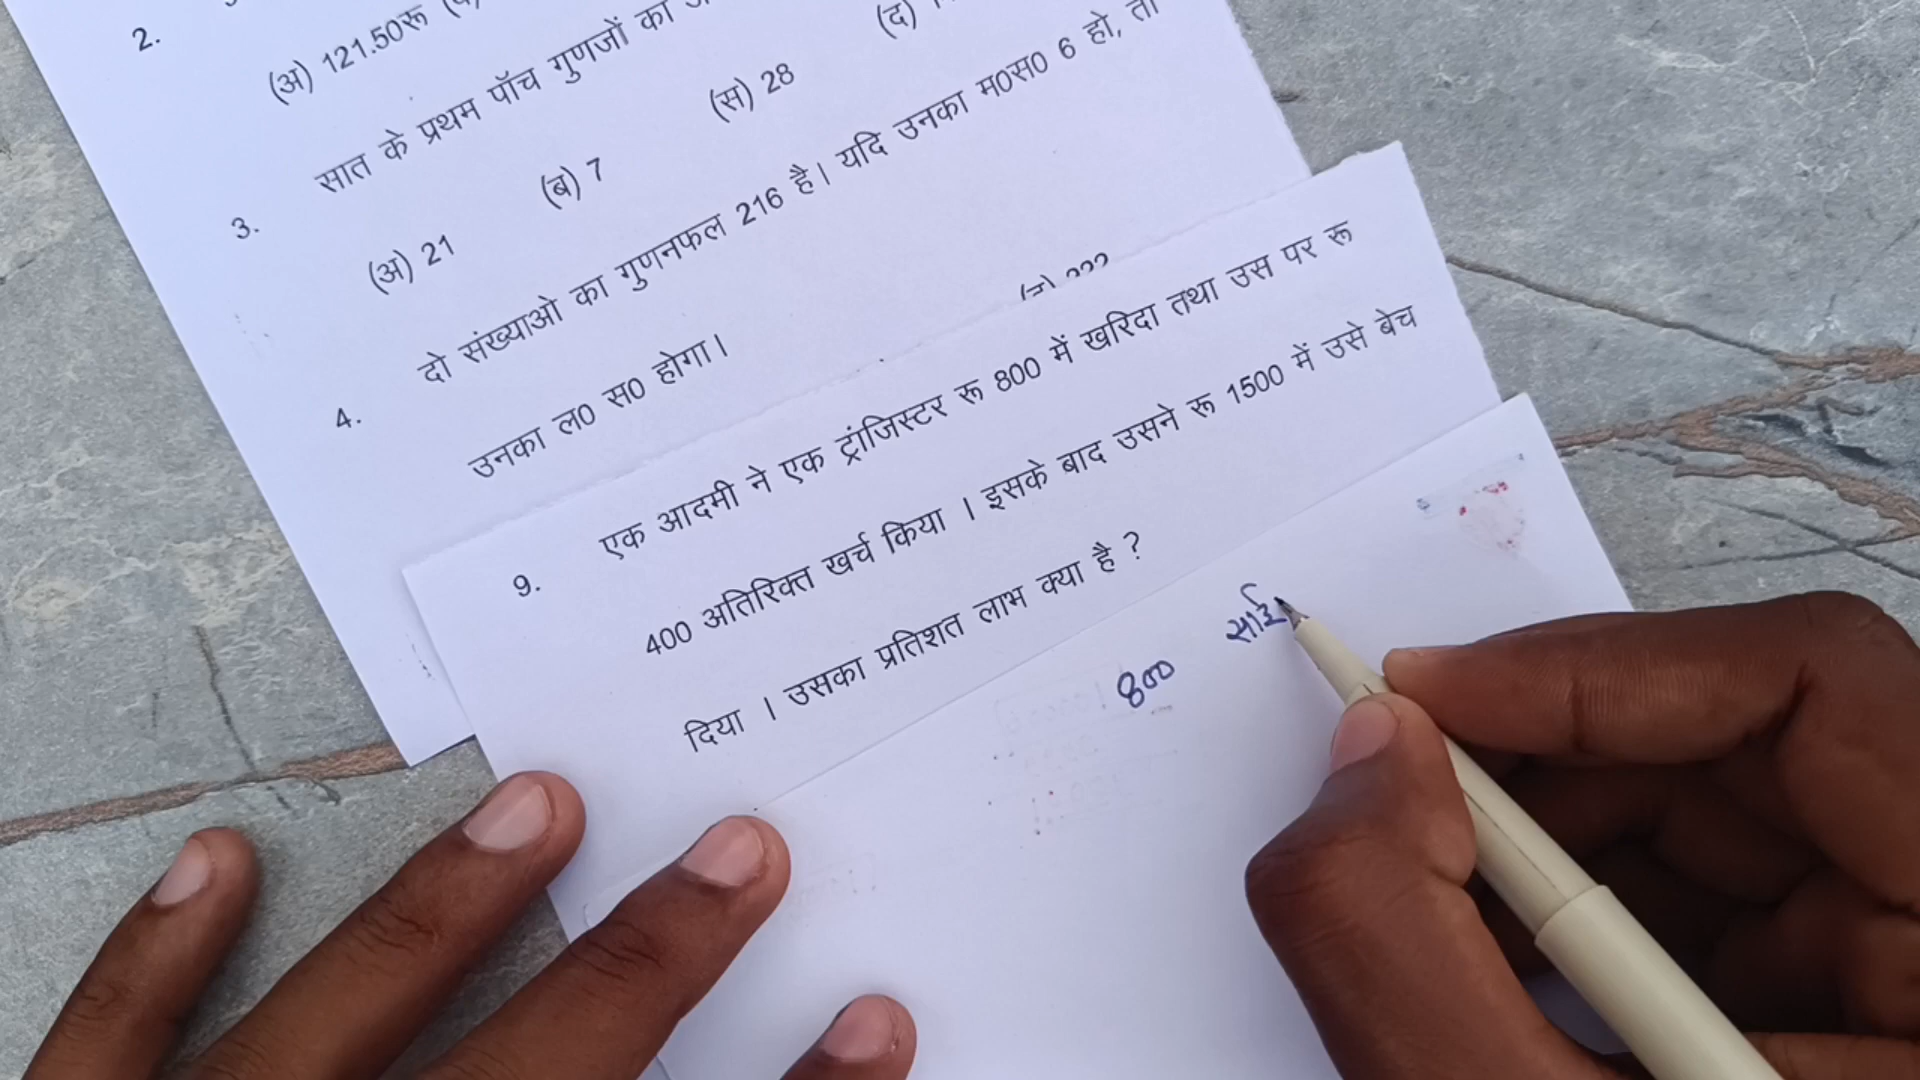 2.
(अ) 121.50रू
सात के प्रथम पॉच गुणजों का
3.
(अ) 21 (ब) 7 (स) 28 (द)
दो संख्याओ का गुणनफल 216 है। यदि उनका म0स0 6 हो, तो
4.
उनका ल0 स0 होगा।
9. एक आदमी ने एक ट्रांजिस्टर रू 800 में खरिदा तथा उस पर रू
400 अतिरिक्त खर्च किया । इसके बाद उसने रू 1500 में उसे बेच
दिया । उसका प्रतिशत लाभ क्या है ?
800